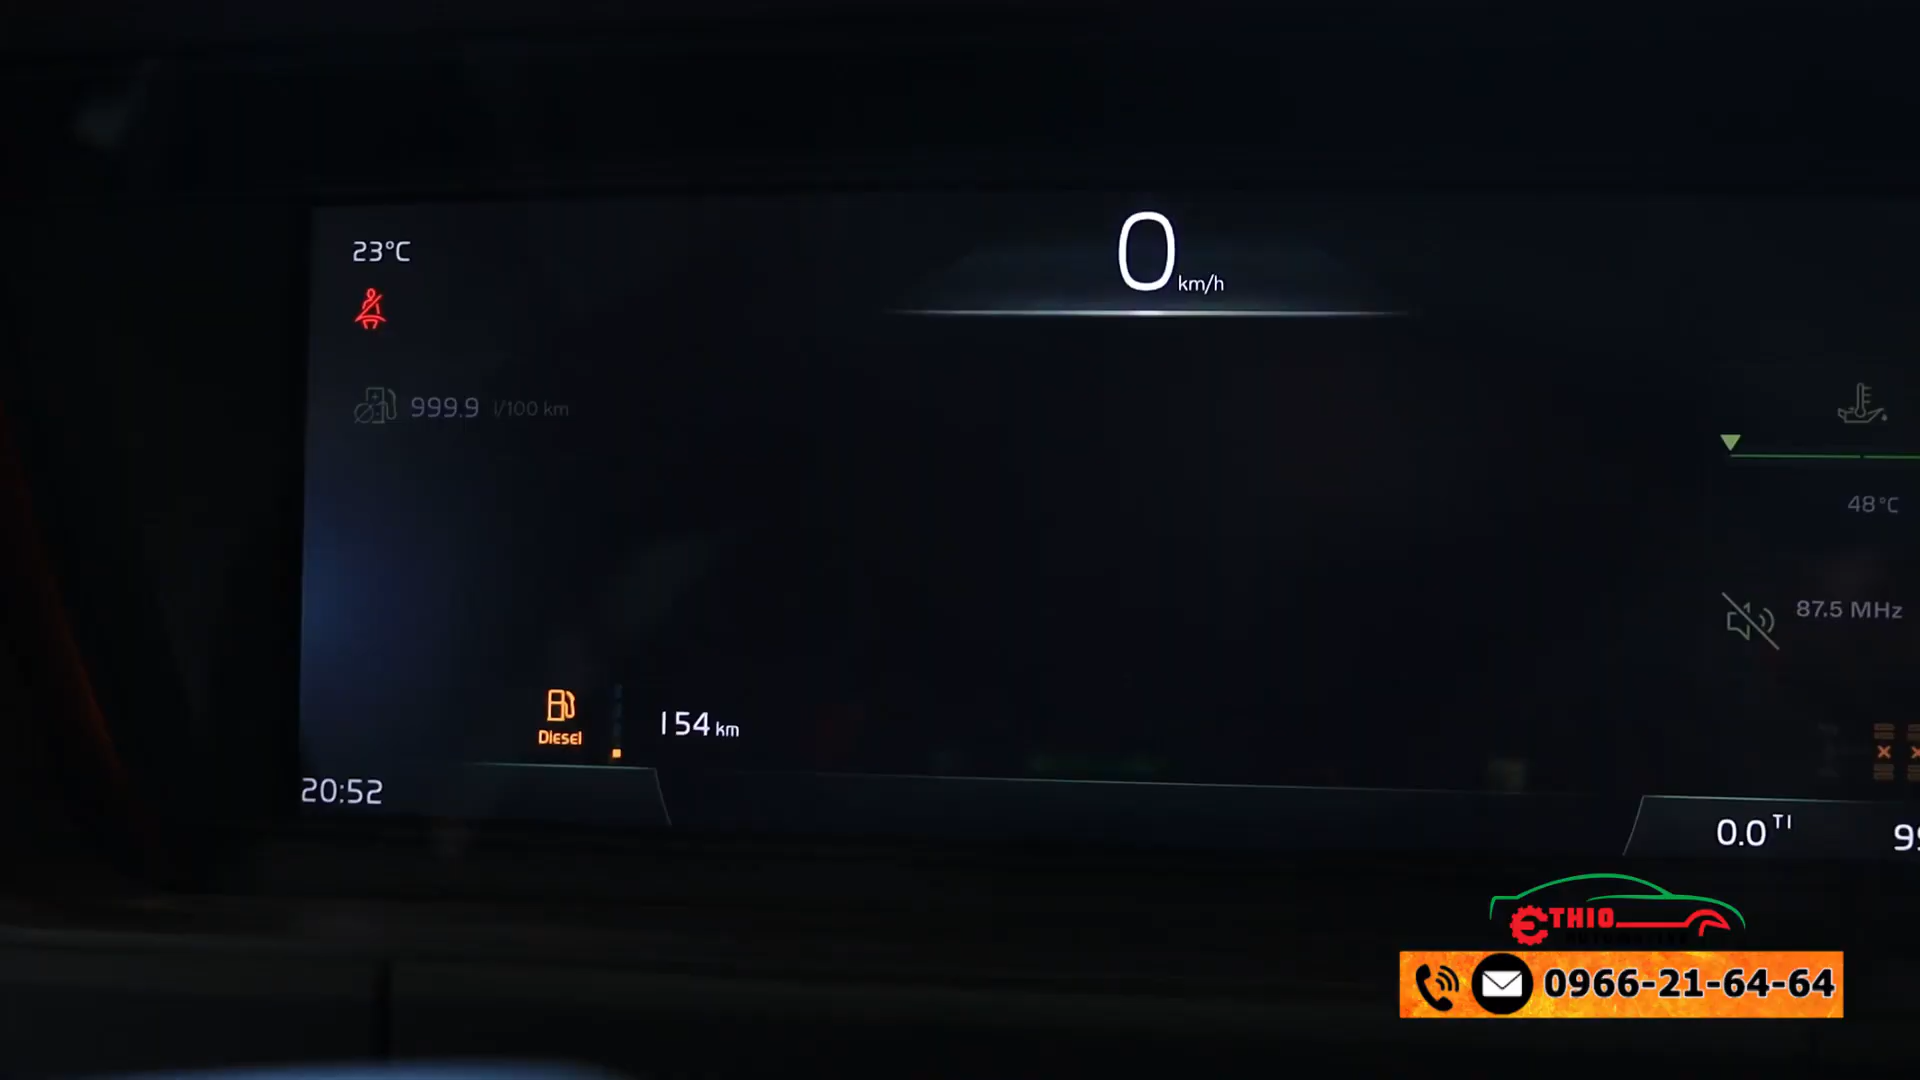 0 km/h
23°C
999.9 l/100 km
48°C
87.5 MHz
Diesel
154 km
20:52
0.0 TI
THIO
0966-21-64-64